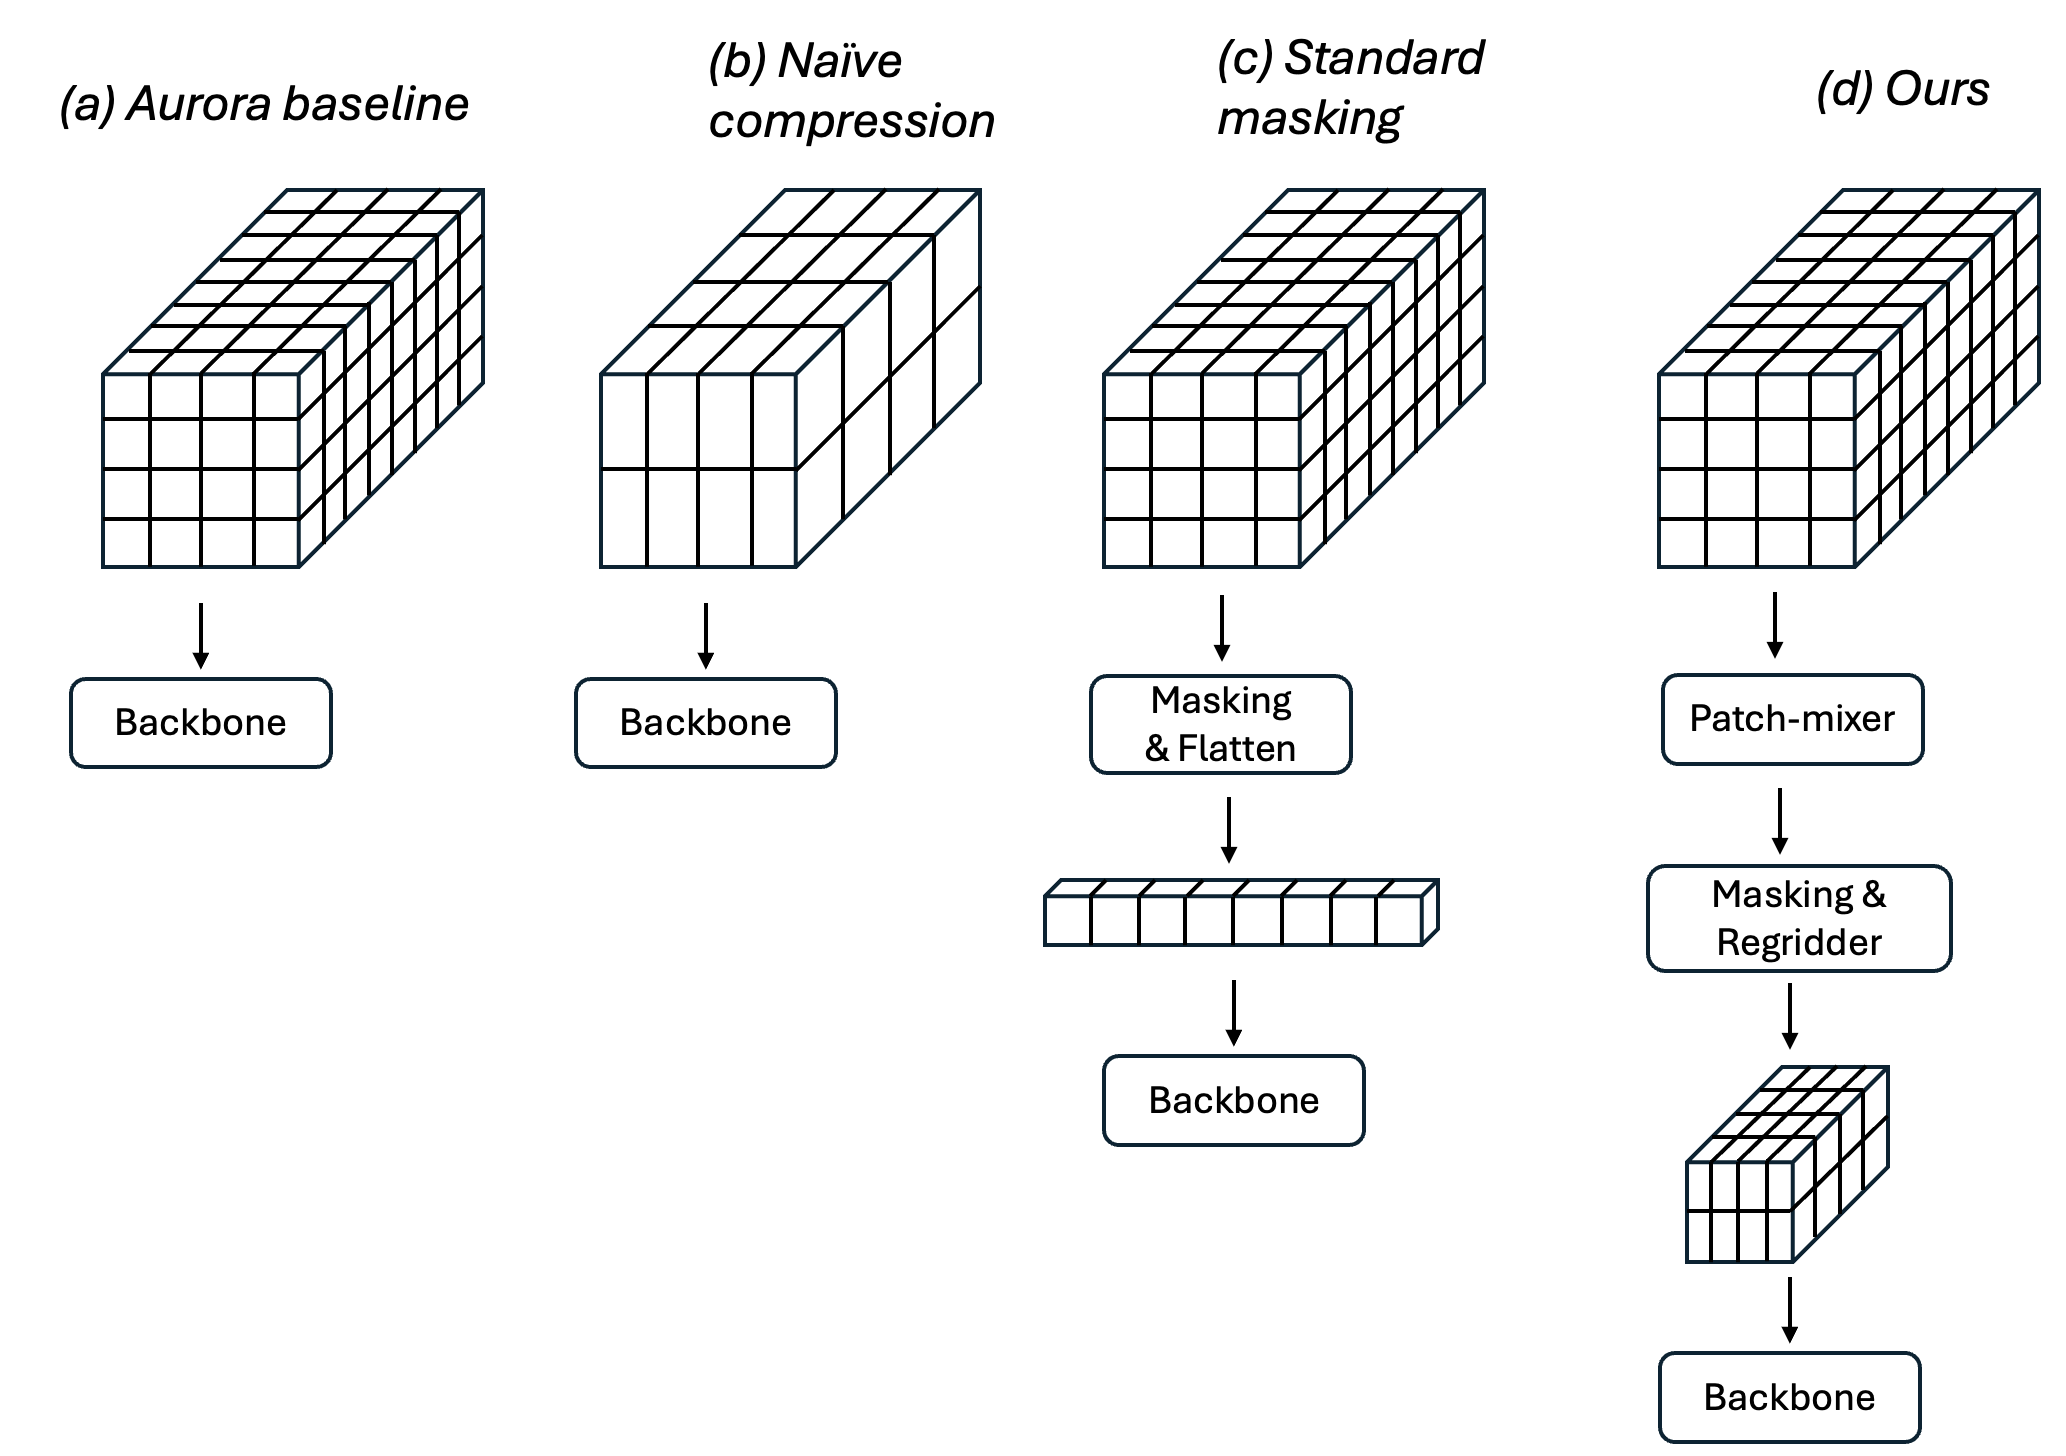 (a) Aurora baseline
(b) Naïve
compression
(c) Standard
masking
(d) Ours
Backbone
Backbone
Masking
& Flatten
Backbone
Patch-mixer
Masking &
Regridder
Backbone